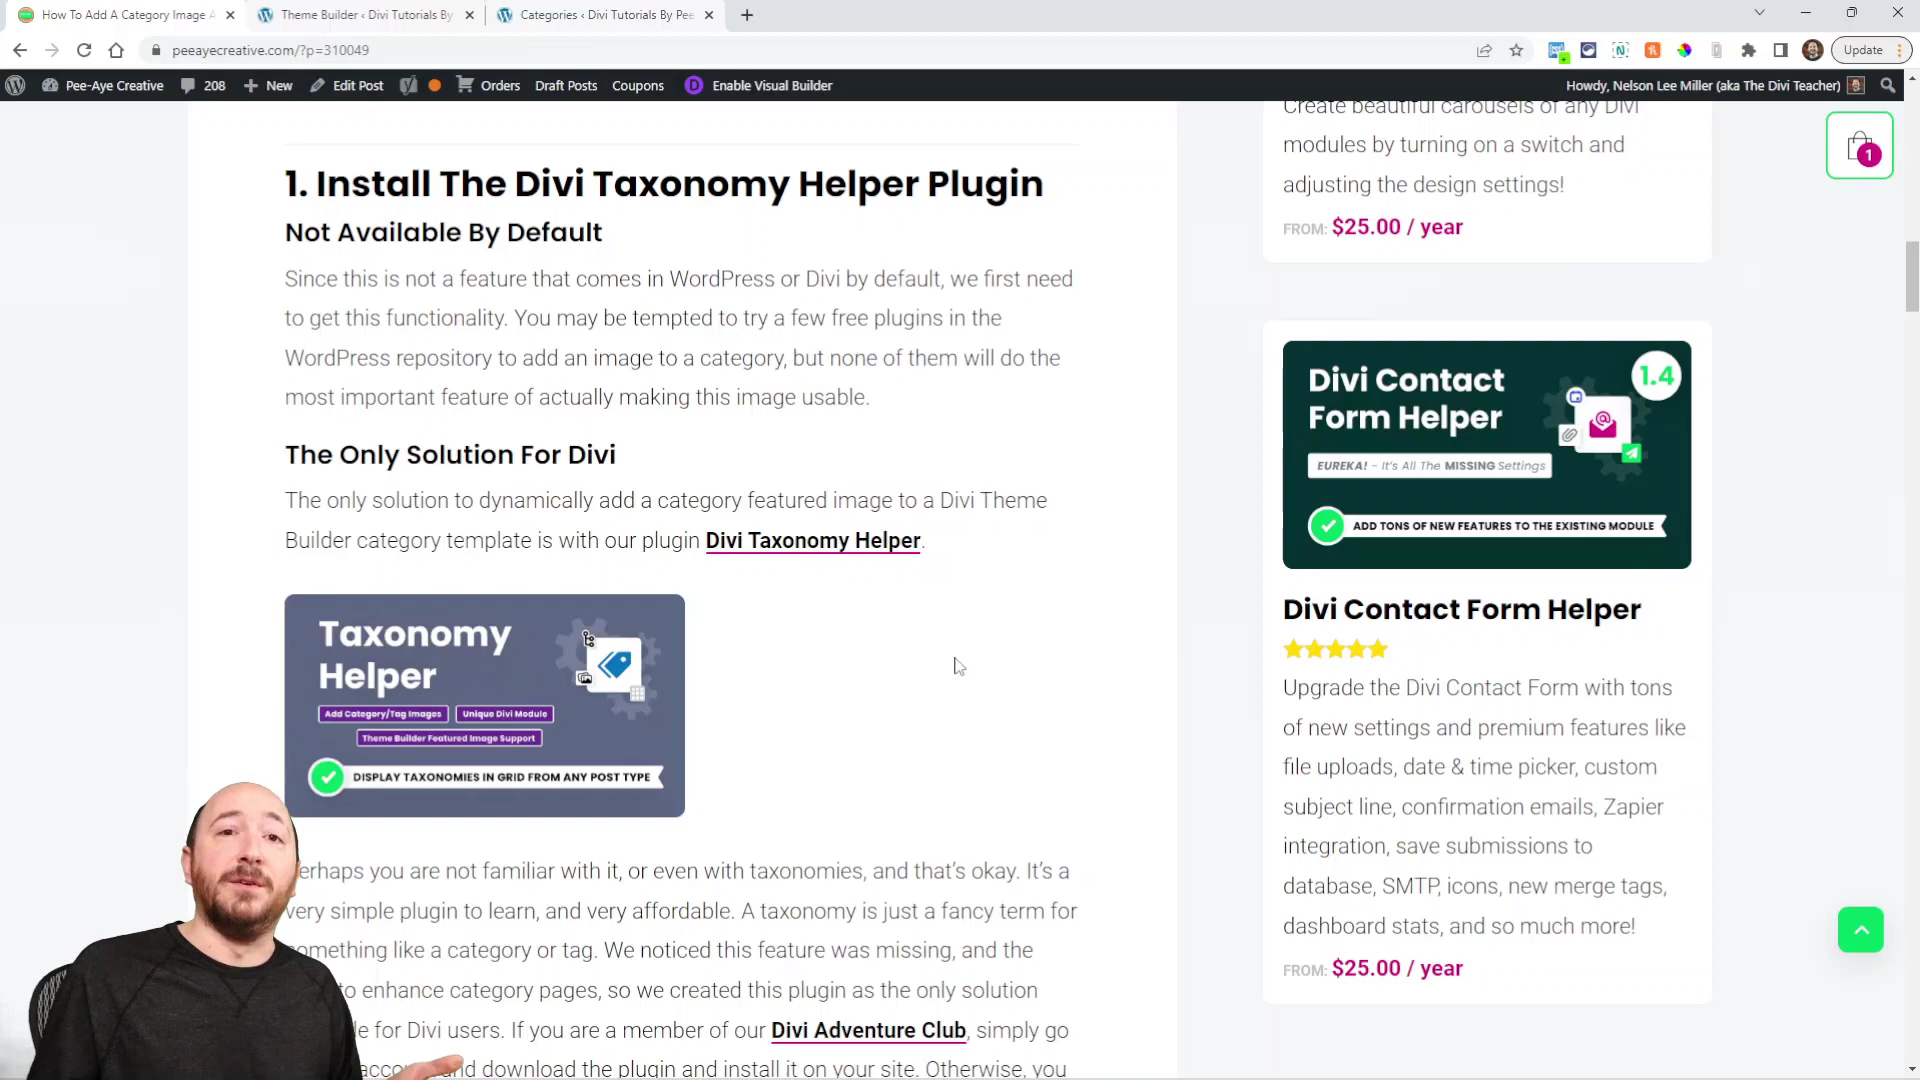 How To Add A Category Image A
Theme Builder ‹ Divi Tutorials By
Categories ‹ Divi Tutorials By Pee
peeayecreative.com/?p=310049
Update
Pee-Aye Creative
208
New
Edit Post
Orders
Draft Posts
Coupons
D
Enable Visual Builder
Howdy, Nelson Lee Miller (aka The Divi Teacher)
1. Install The Divi Taxonomy Helper Plugin
Not Available By Default
Since this is not a feature that comes in WordPress or Divi by default, we first need
to get this functionality. You may be tempted to try a few free plugins in the
WordPress repository to add an image to a category, but none of them will do the
most important feature of actually making this image usable.
The Only Solution For Divi
The only solution to dynamically add a category featured image to a Divi Theme
Builder category template is with our plugin Divi Taxonomy Helper.
Taxonomy
Helper
Add Category/Tag Images
Unique Divi Module
Theme Builder Featured Image Support
DISPLAY TAXONOMIES IN GRID FROM ANY POST TYPE
erhaps you are not familiar with it, or even with taxonomies, and that's okay. It's a
very simple plugin to learn, and very affordable. A taxonomy is just a fancy term for
omething like a category or tag. We noticed this feature was missing, and the
to enhance category pages, so we created this plugin as the only solution
le for Divi users. If you are a member of our Divi Adventure Club, simply go
acco nd download the plugin and install it on your site. Otherwise, you
Create beautiful carousels of any Divi
modules by turning on a switch and
adjusting the design settings!
FROM: $25.00 / year
1
Divi Contact
Form Helper
1.4
EUREKA! - It's All The MISSING Settings
ADD TONS OF NEW FEATURES TO THE EXISTING MODULE
Divi Contact Form Helper
Upgrade the Divi Contact Form with tons
of new settings and premium features like
file uploads, date & time picker, custom
subject line, confirmation emails, Zapier
integration, save submissions to
database, SMTP, icons, new merge tags,
dashboard stats, and so much more!
FROM: $25.00 / year